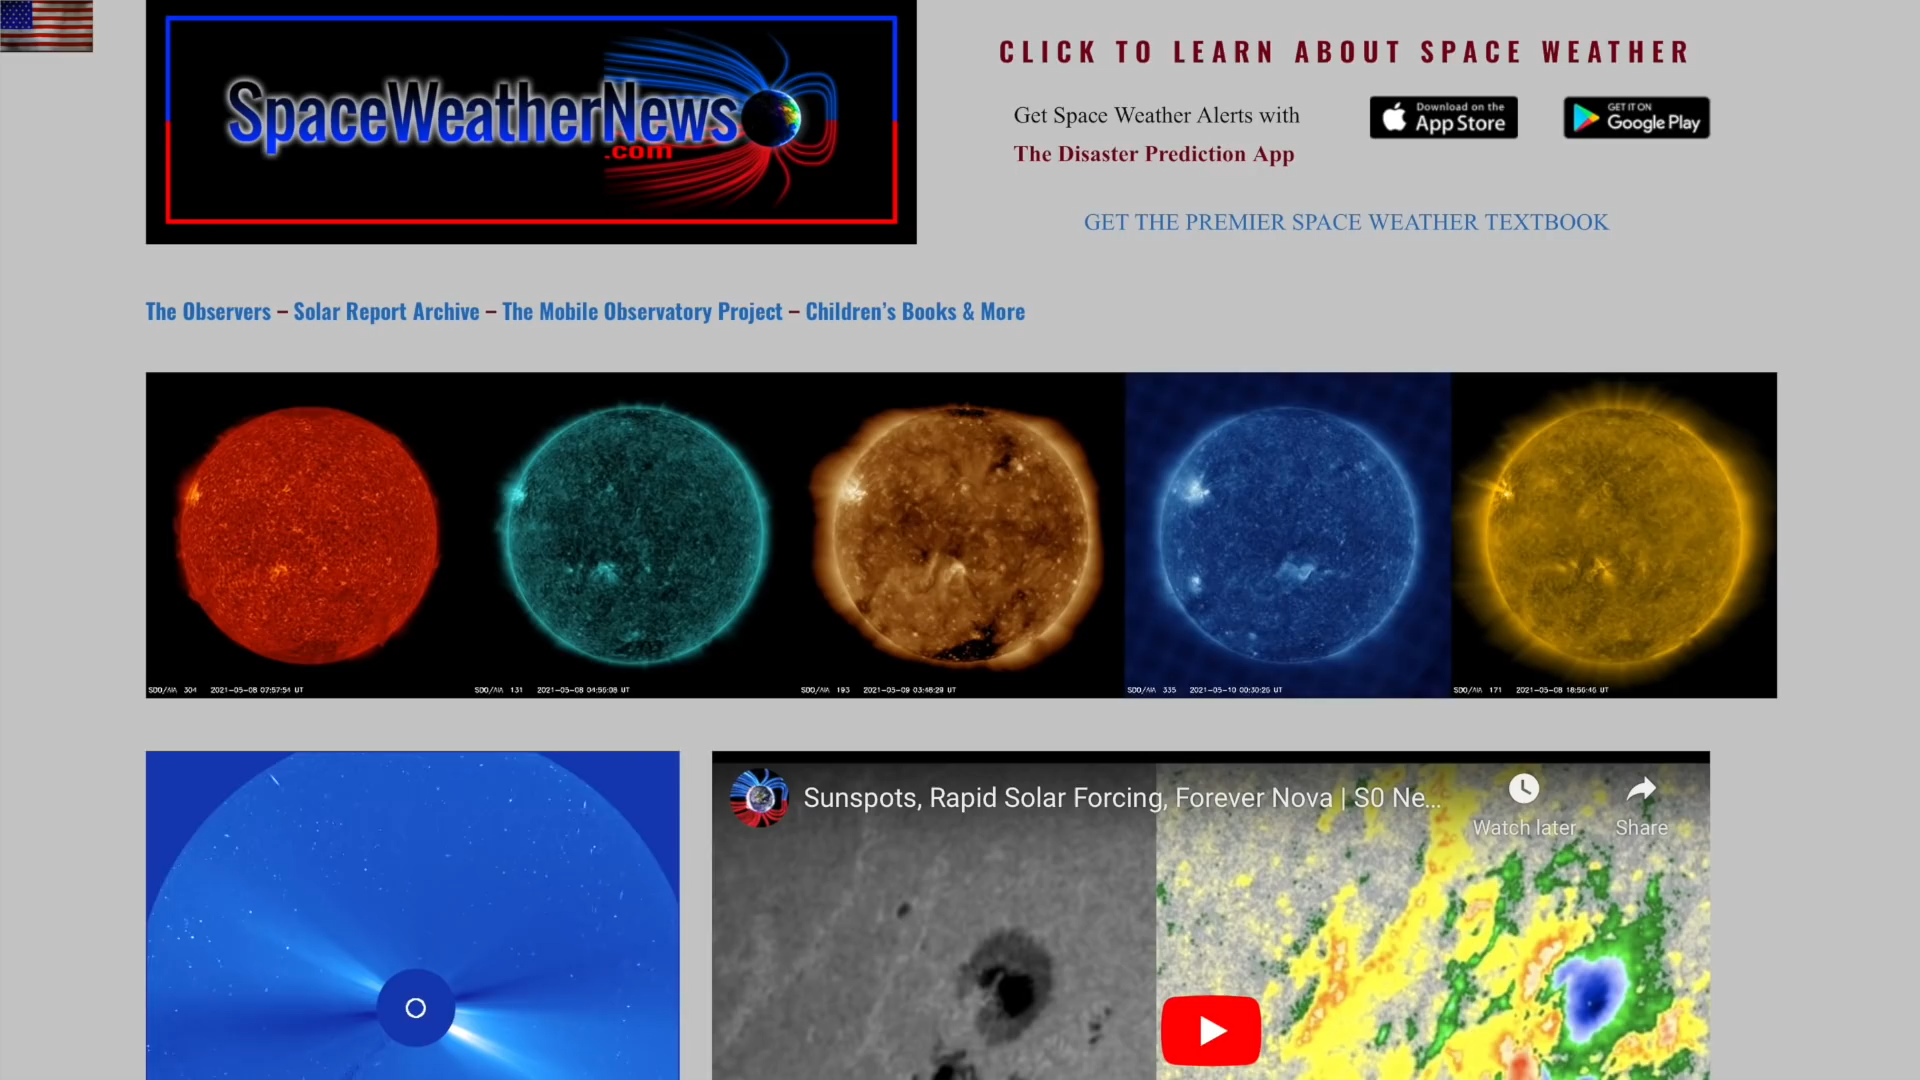 SpaceWeatherNews
.com
CLICK TO LEARN ABOUT SPACE WEATHER
Get Space Weather Alerts with
The Disaster Prediction App
Download on the
App Store
GET IT ON
Google Play
GET THE PREMIER SPACE WEATHER TEXTBOOK
The Observers – Solar Report Archive – The Mobile Observatory Project – Children’s Books & More
SDO/AIA 304 2021-05-08 07:57:54 UT
SDO/AIA 131 2021-05-08 04:56:08 UT
SDO/AIA 193 2021-05-09 03:48:29 UT
SDO/AIA 335 2021-05-10 00:30:26 UT
SDO/AIA 171 2021-05-08 18:56:46 UT
Sunspots, Rapid Solar Forcing, Forever Nova | S0 Ne...
Watch later
Share